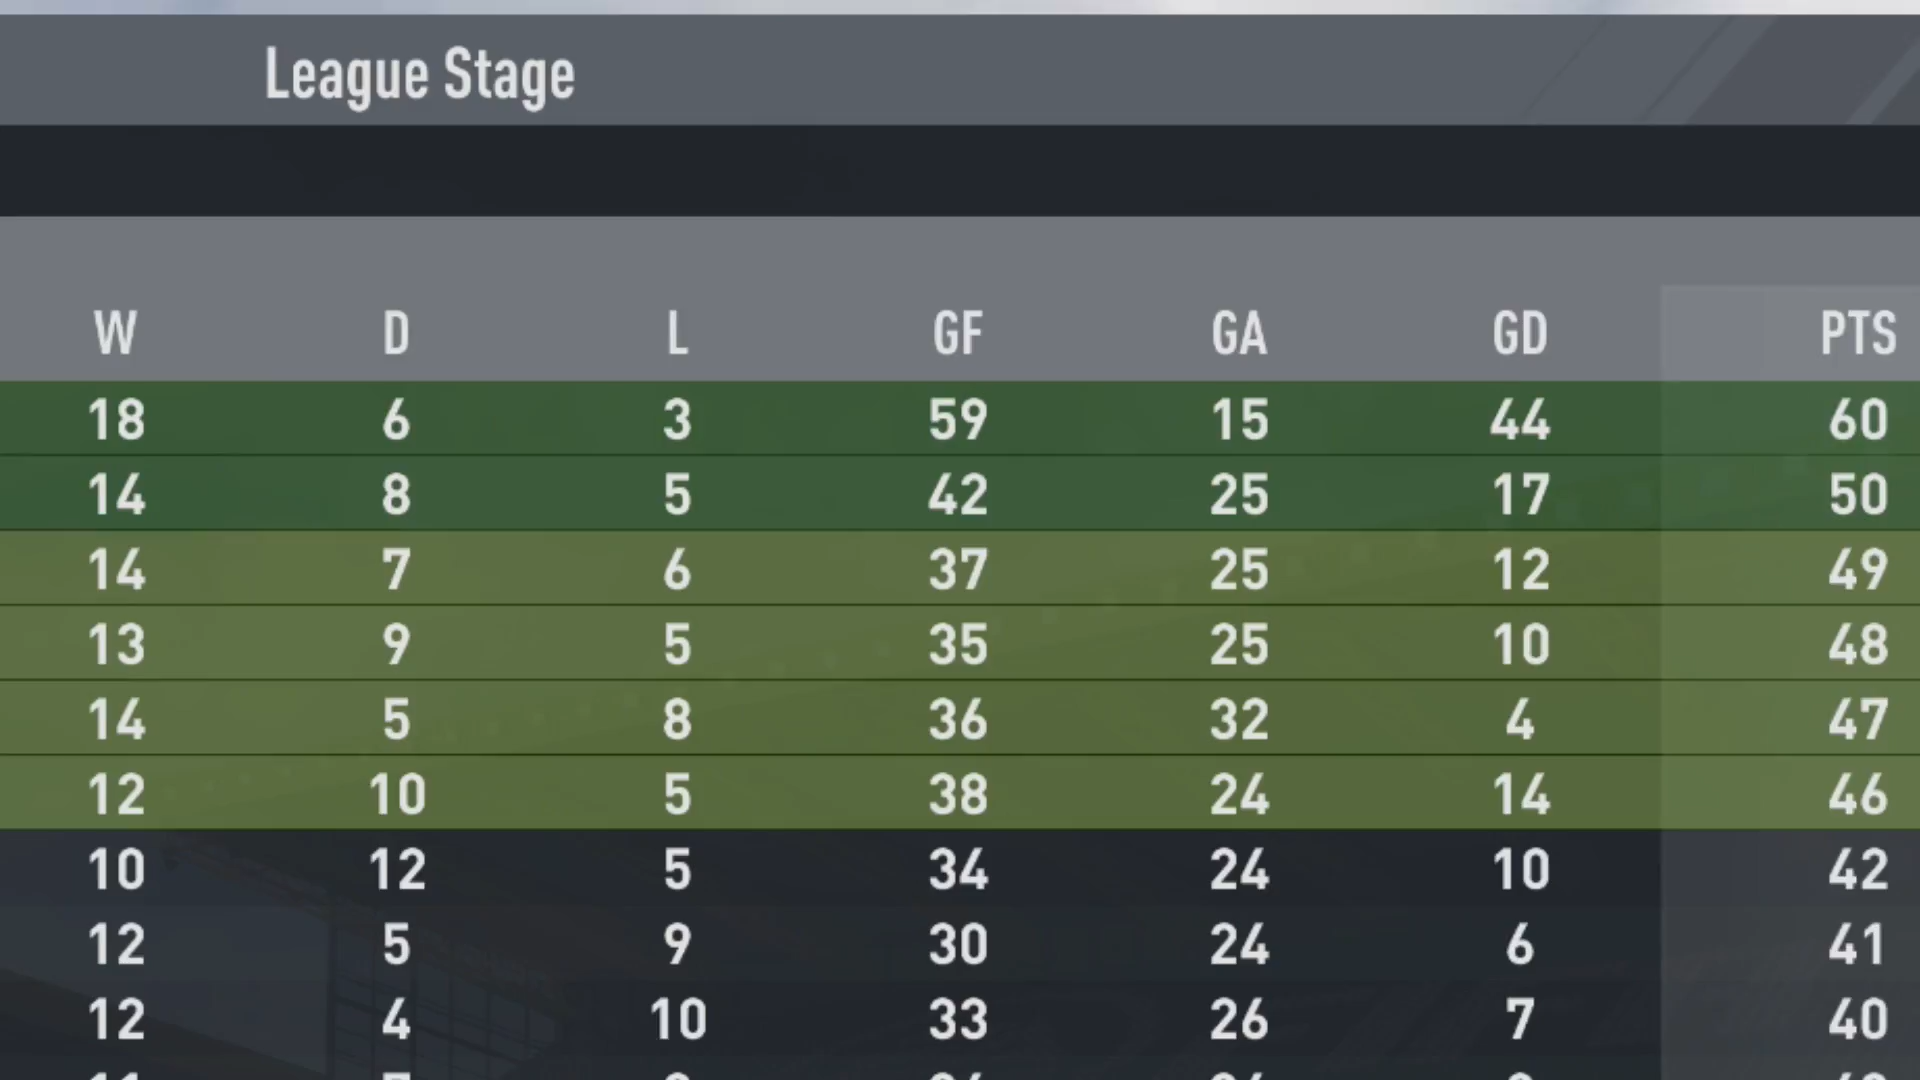 League Stage
W D L GF GA GD PTS
18 6 3 59 15 44 60
14 8 5 42 25 17 50
14 7 6 37 25 12 49
13 9 5 35 25 10 48
14 5 8 36 32 4 47
12 10 5 38 24 14 46
10 12 5 34 24 10 42
12 5 9 30 24 6 41
12 4 10 33 26 7 40